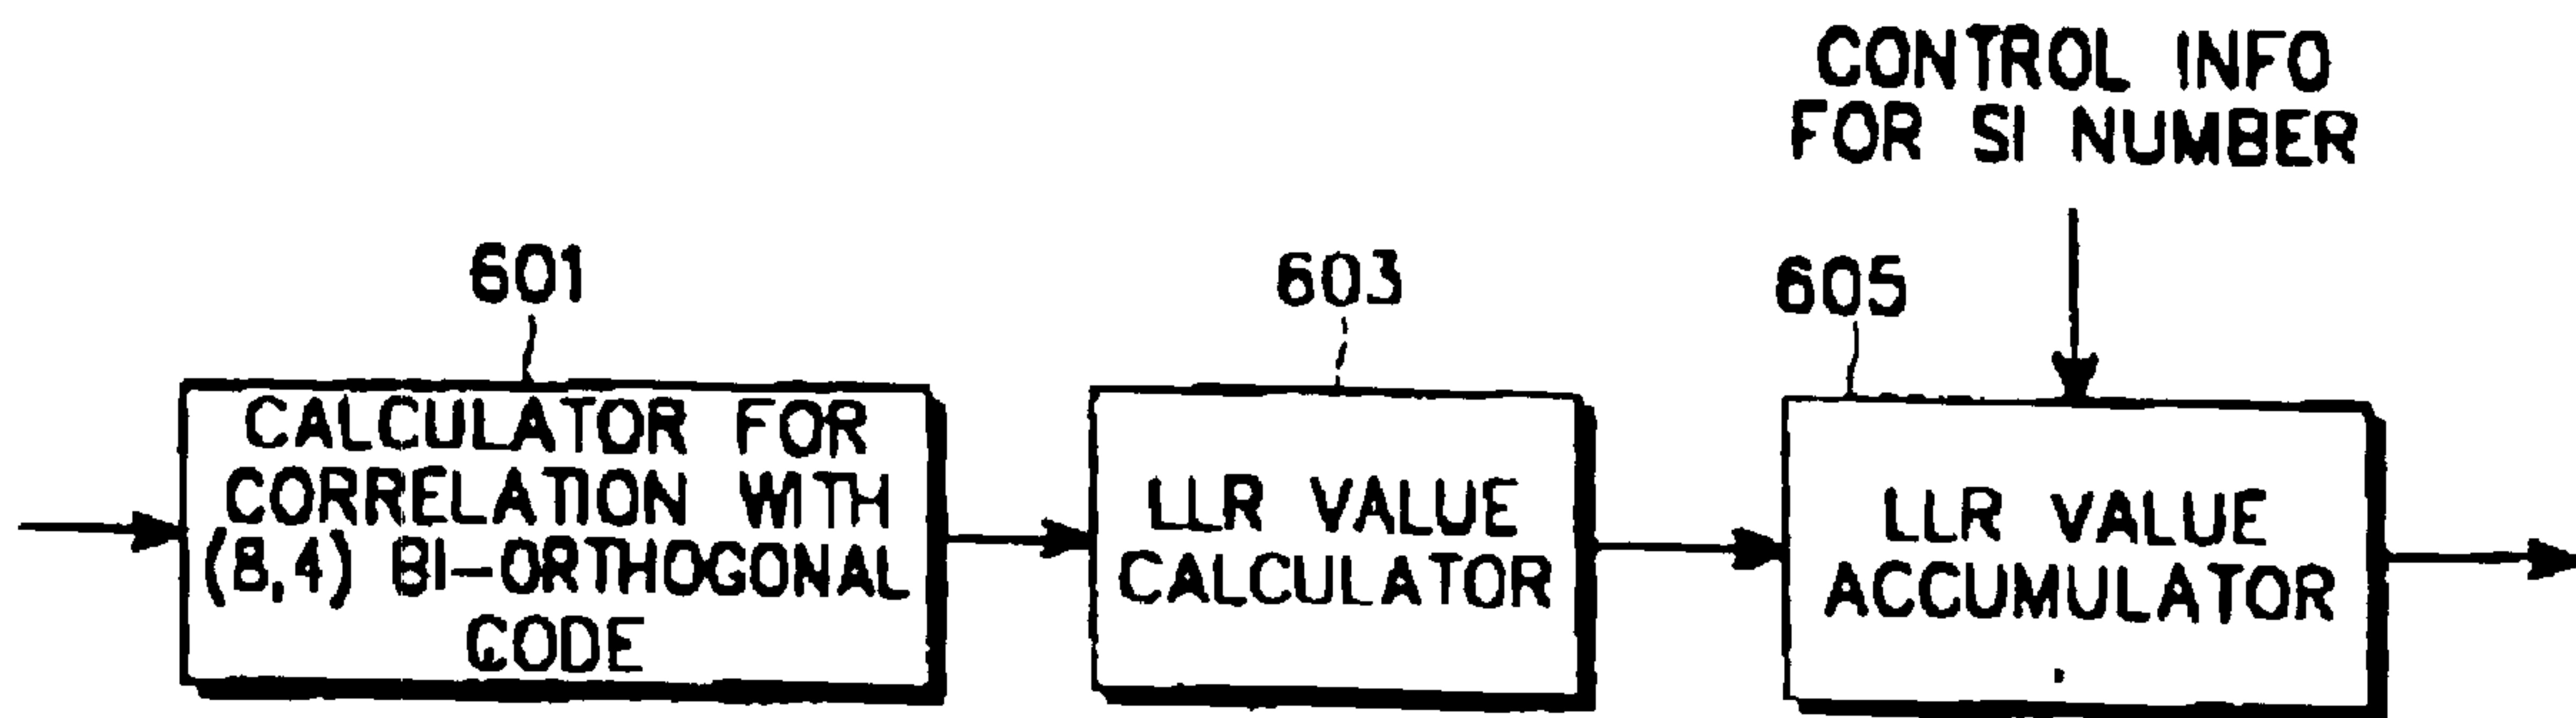 CONTROL INFO
FOR SI NUMBER
601
603
605
CALCULATOR FOR
CORRELATION WITH
(8,4) BI-ORTHOGONAL
CODE
LLR VALUE
CALCULATOR
LLR VALUE
ACCUMULATOR